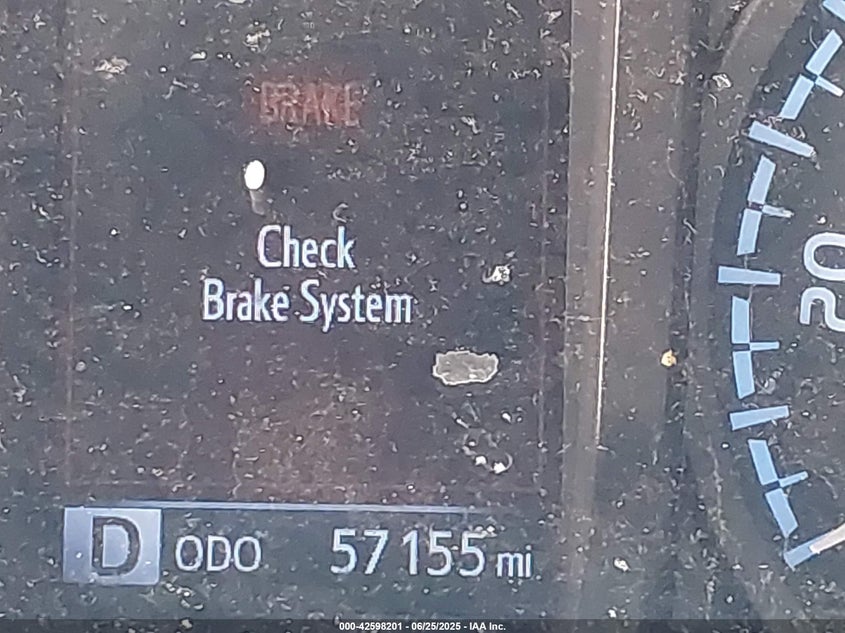 BRAKE
Check
Brake System
D ODO 57155 mi
20
000-42598201 - 06/25/2025 - IAA Inc.